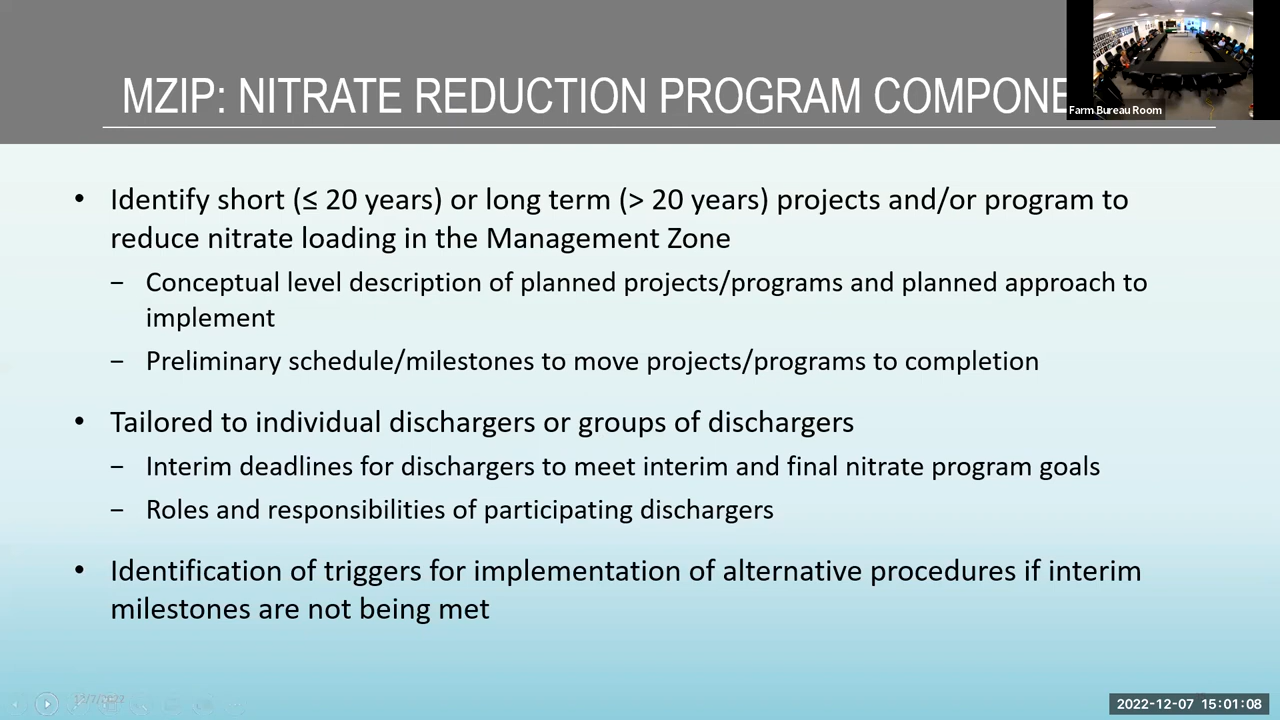 MZIP: NITRATE REDUCTION PROGRAM COMPONE
Farm Bureau Room
• Identify short (≤ 20 years) or long term (> 20 years) projects and/or program to
reduce nitrate loading in the Management Zone
– Conceptual level description of planned projects/programs and planned approach to
implement
– Preliminary schedule/milestones to move projects/programs to completion
• Tailored to individual dischargers or groups of dischargers
– Interim deadlines for dischargers to meet interim and final nitrate program goals
– Roles and responsibilities of participating dischargers
• Identification of triggers for implementation of alternative procedures if interim
milestones are not being met
2022-12-07 15:01:08